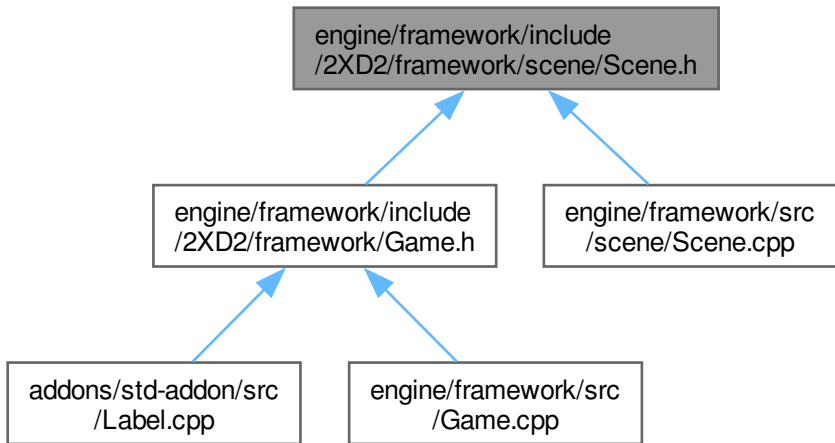 engine/framework/include
/2XD2/framework/scene/Scene.h
engine/framework/include
/2XD2/framework/Game.h
engine/framework/src
/scene/Scene.cpp
addons/std-addon/src
/Label.cpp
engine/framework/src
/Game.cpp